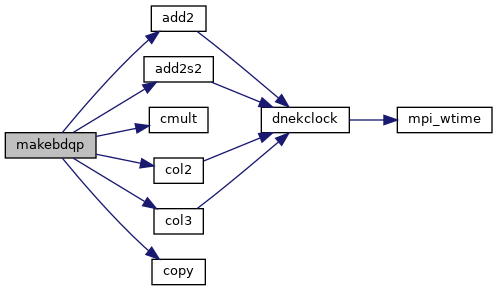 add2
add2s2
cmult
dnekclock
mpi_wtime
makebdqp
col2
col3
copy